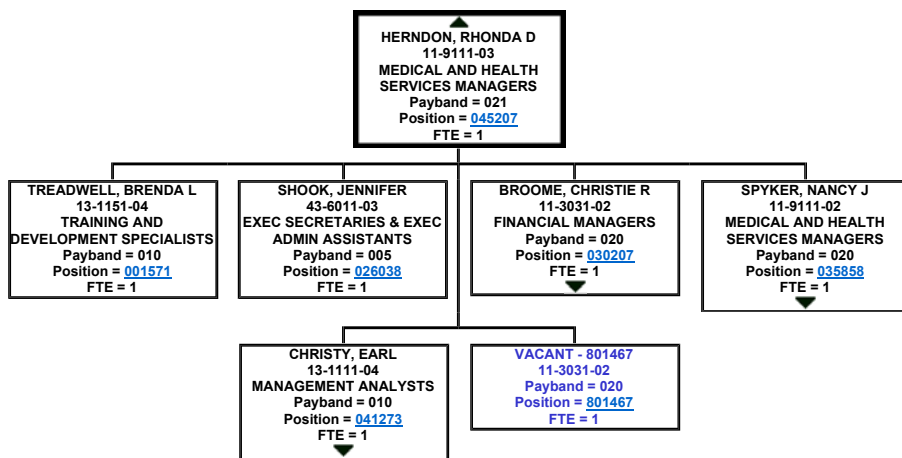 HERNDON, RHONDA D
11-9111-03
MEDICAL AND HEALTH
SERVICES MANAGERS
Payband = 021
Position = 045207
FTE = 1
TREADWELL, BRENDA L
13-1151-04
TRAINING AND
DEVELOPMENT SPECIALISTS
Payband = 010
Position = 001571
FTE = 1
SHOOK, JENNIFER
43-6011-03
EXEC SECRETARIES & EXEC
ADMIN ASSISTANTS
Payband = 005
Position = 026038
FTE = 1
BROOME, CHRISTIE R
11-3031-02
FINANCIAL MANAGERS
Payband = 020
Position = 030207
FTE = 1
SPYKER, NANCY J
11-9111-02
MEDICAL AND HEALTH
SERVICES MANAGERS
Payband = 020
Position = 035858
FTE = 1
CHRISTY, EARL
13-1111-04
MANAGEMENT ANALYSTS
Payband = 010
Position = 041273
FTE = 1
VACANT - 801467
11-3031-02
Payband = 020
Position = 801467
FTE = 1